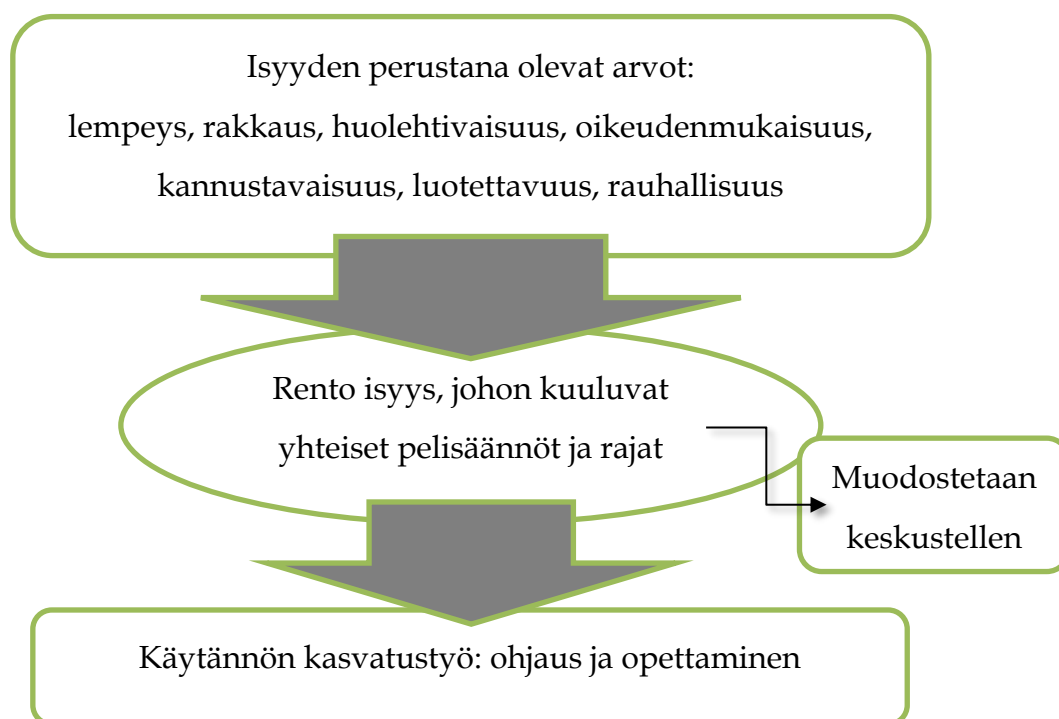 Isyyden perustana olevat arvot:
lempeys, rakkaus, huolehtivaisuus, oikeudenmukaisuus,
kannustavaisuus, luotettavuus, rauhallisuus
Rento isyys, johon kuuluvat
yhteiset pelisäännöt ja rajat
Muodostetaan
keskustellen
Käytännön kasvatustyö: ohjaus ja opettaminen